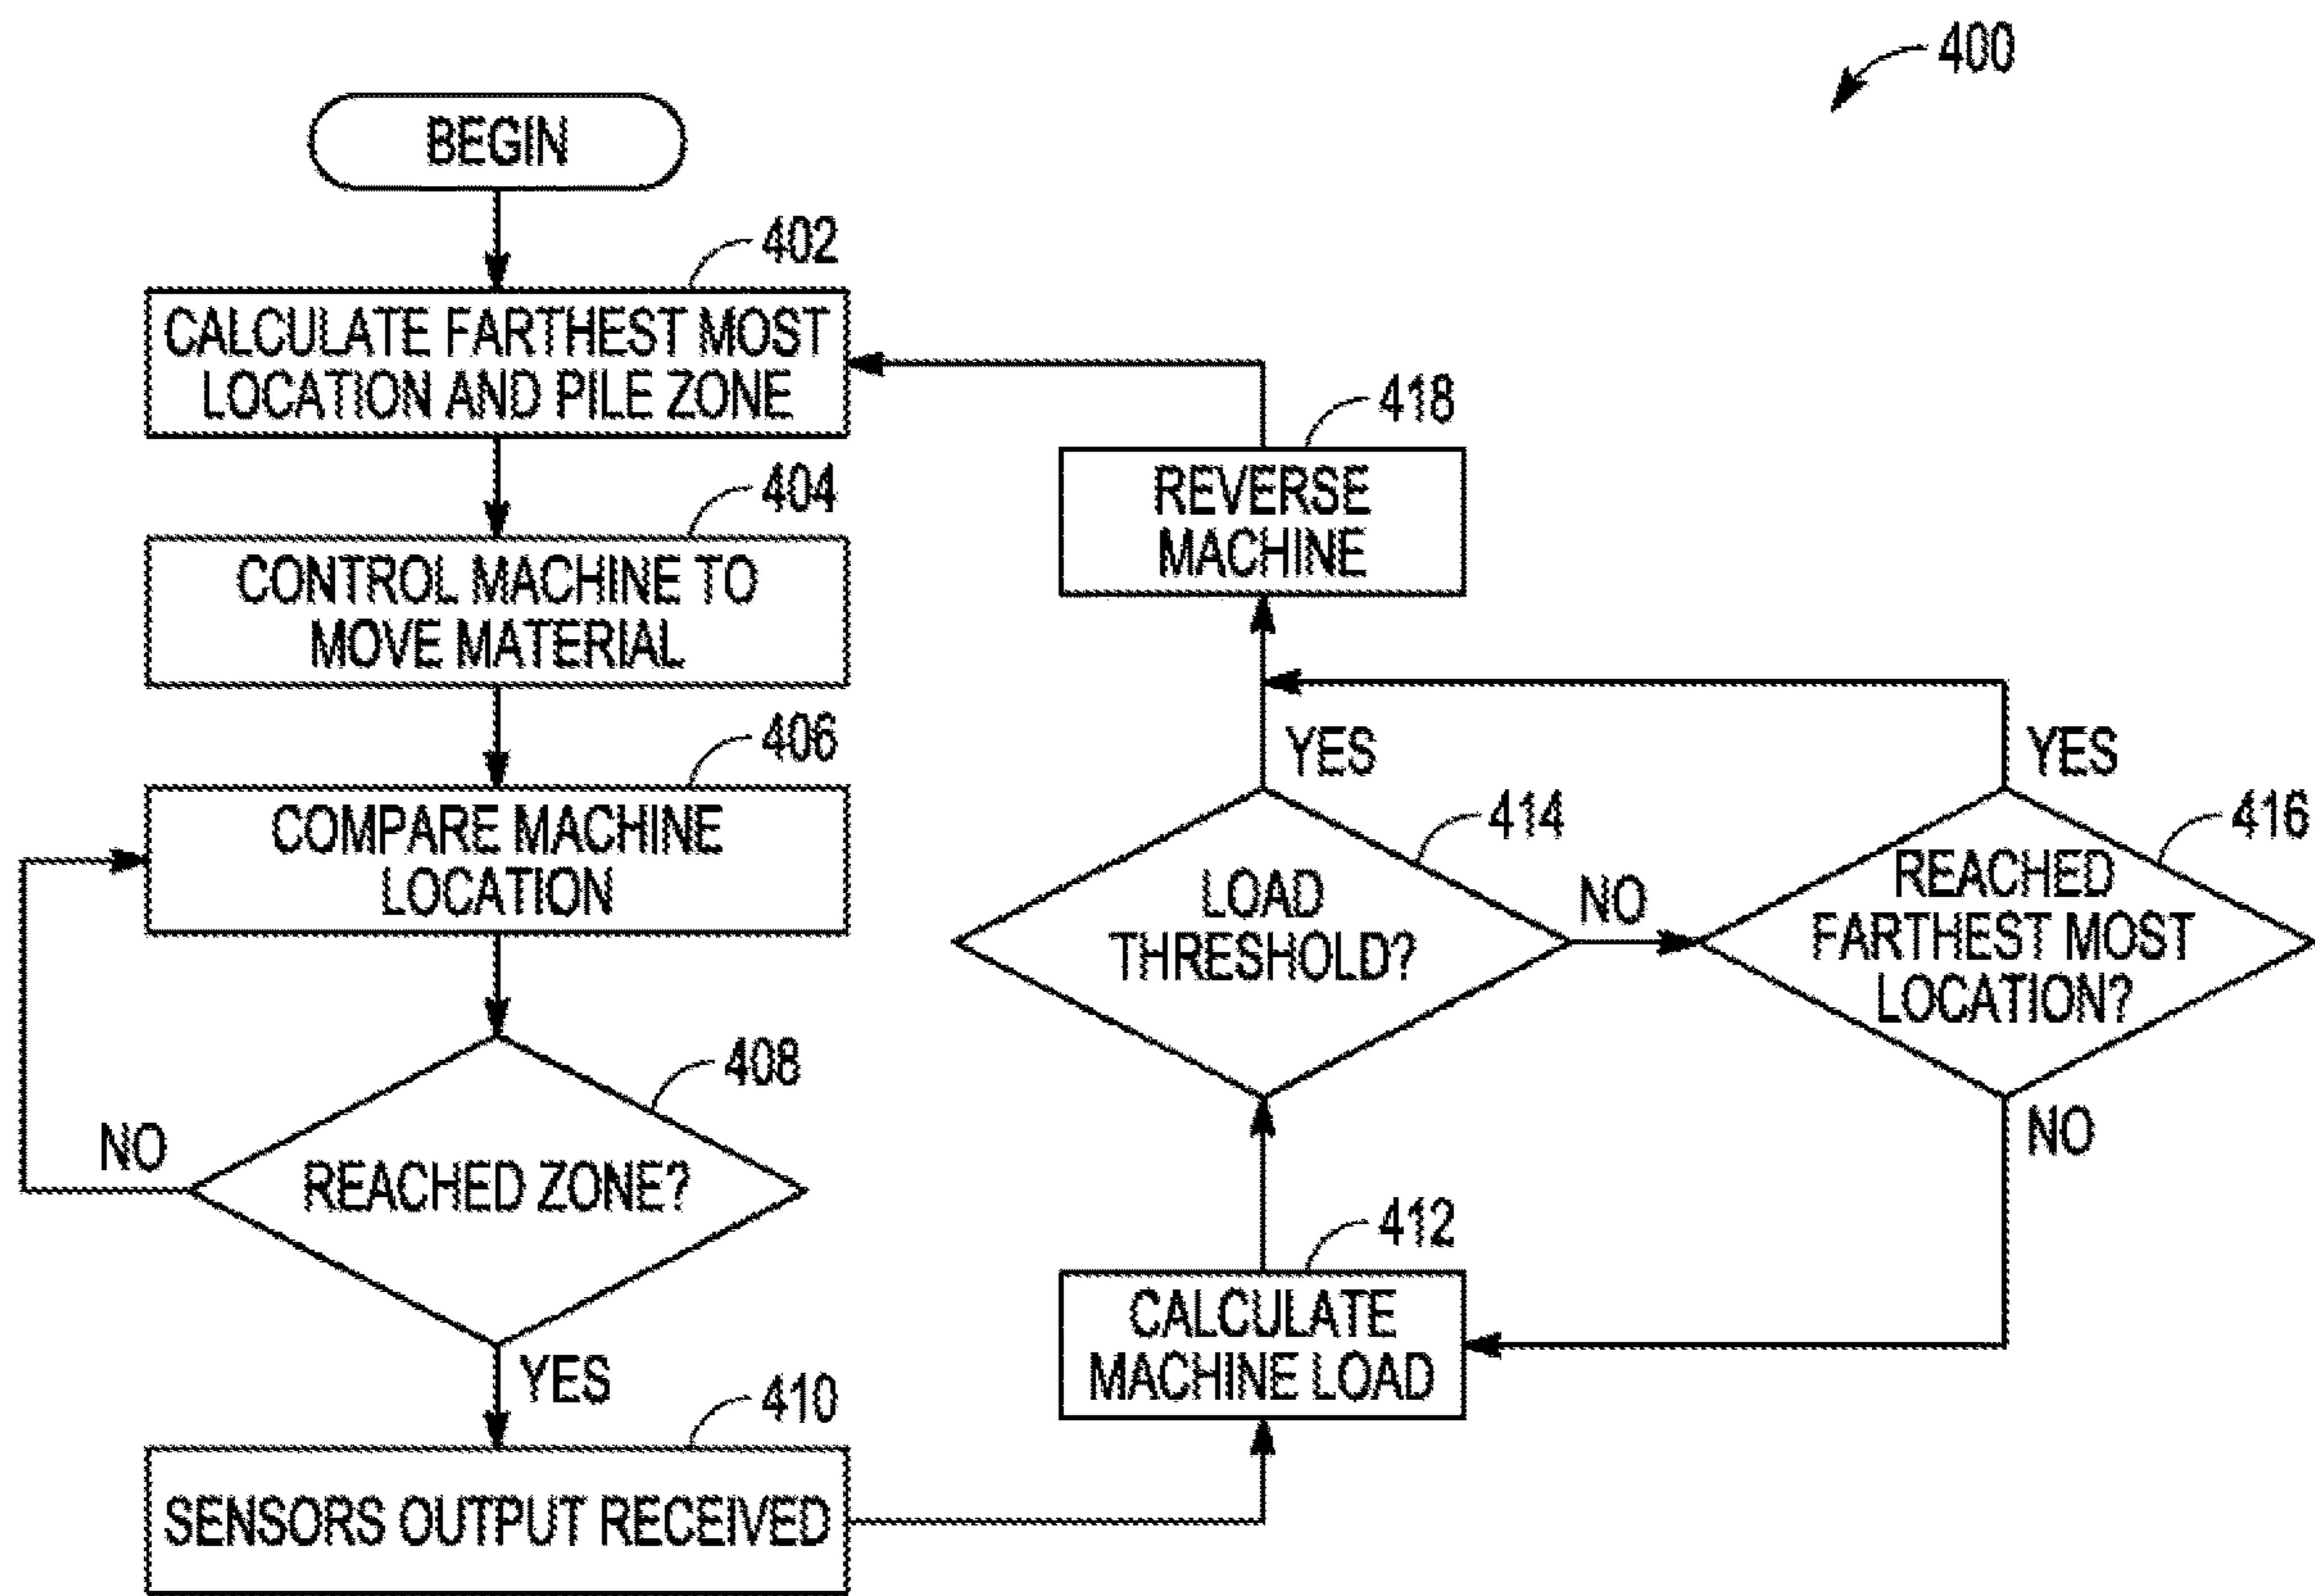 400
BEGIN
402
CALCULATE FARTHEST MOST
LOCATION AND PILE ZONE
404
CONTROL MACHINE TO
MOVE MATERIAL
406
COMPARE MACHINE
LOCATION
408
REACHED ZONE?
NO
YES
410
SENSORS OUTPUT RECEIVED
412
CALCULATE
MACHINE LOAD
414
LOAD
THRESHOLD?
YES
NO
416
REACHED
FARTHEST MOST
LOCATION?
YES
NO
418
REVERSE
MACHINE